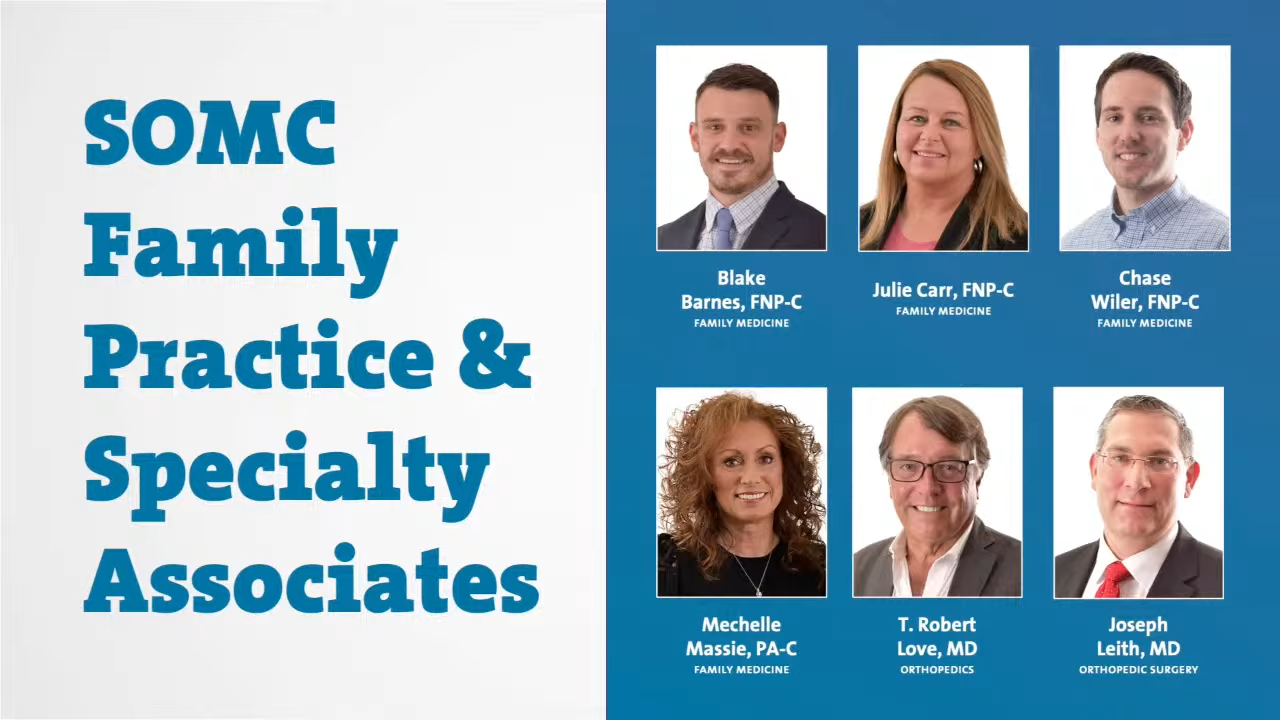 SOMC
Family
Practice &
Specialty
Associates
Blake
Barnes, FNP-C
FAMILY MEDICINE
Julie Carr, FNP-C
FAMILY MEDICINE
Chase
Wiler, FNP-C
FAMILY MEDICINE
Mechelle
Massie, PA-C
FAMILY MEDICINE
T. Robert
Love, MD
ORTHOPEDICS
Joseph
Leith, MD
ORTHOPEDIC SURGERY